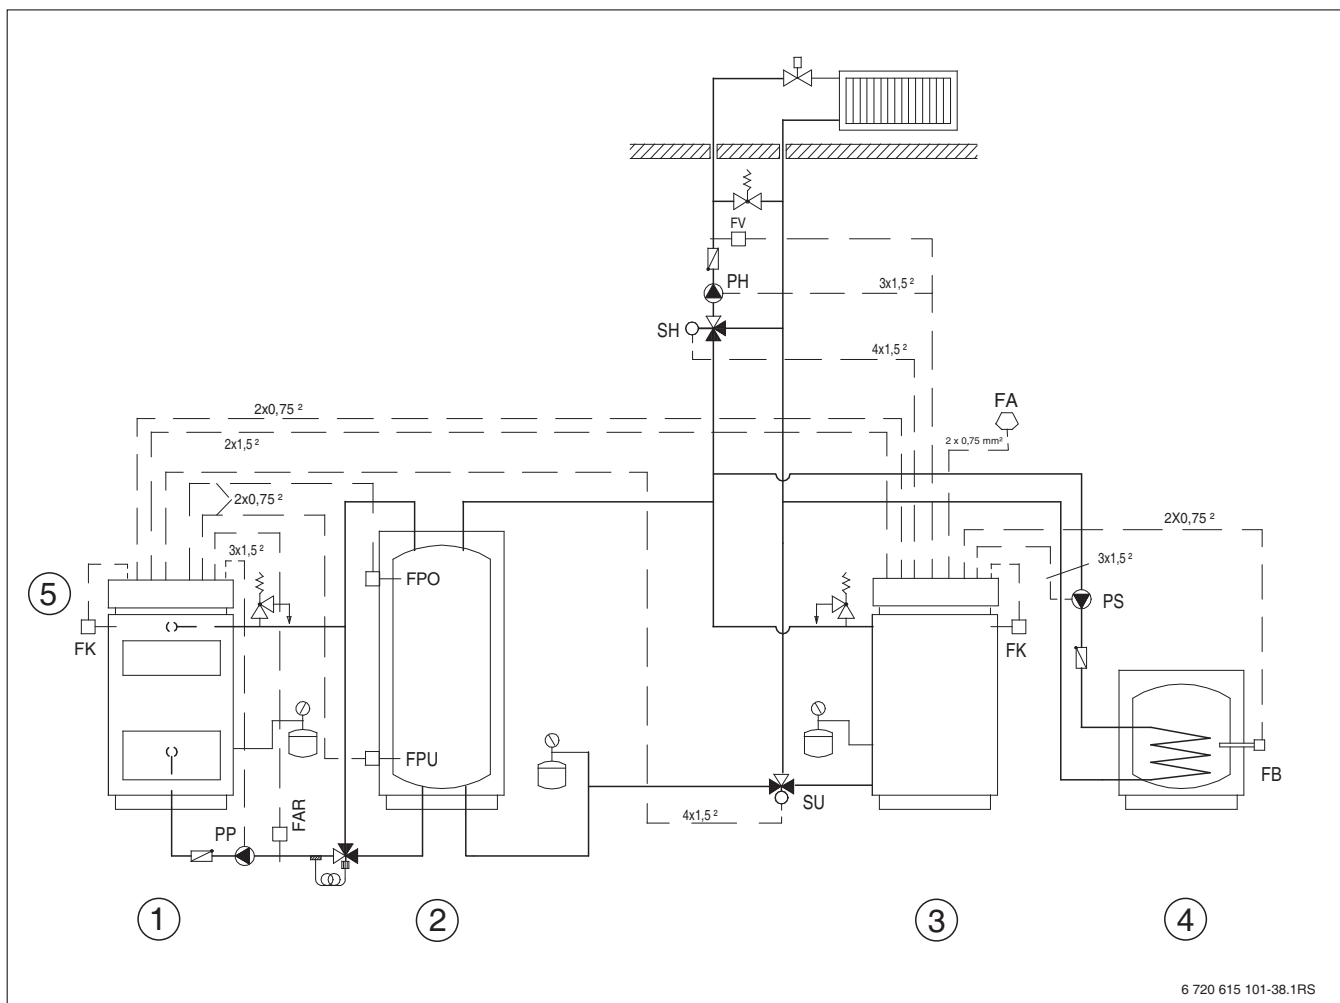 FV
PH
3x1,5 ²
SH
4x1,5 ²
FA
2x0,75 ²
2x1,5 ²
2 x 0,75 mm²
2x0,75 ²
2X0,75 ²
3x1,5 ²
3x1,5 ²
5
FPO
PS
FK
FK
FPU
FB
SU
4x1,5 ²
PP
FAR
1
2
3
4
6 720 615 101-38.1RS